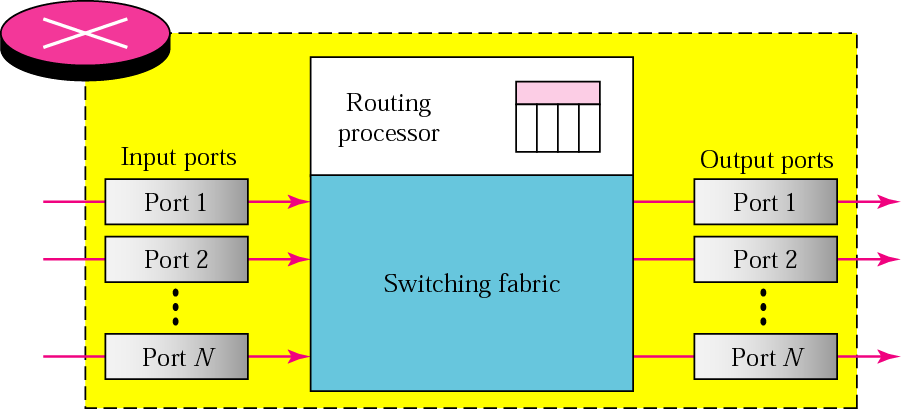 Routing
processor
Input ports
Output ports
Port 1
Port 1
Port 2
Port 2
Switching fabric
Port N
Port N